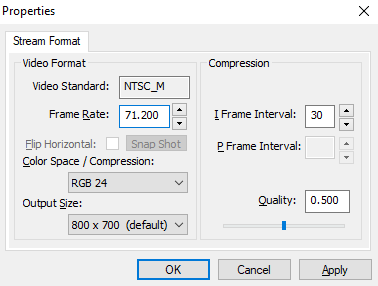 Properties
Stream Format
Video Format
Video Standard: NTSC_M
Frame Rate: 71.200
Flip Horizontal: Snap Shot
Color Space / Compression:
RGB 24
Output Size:
800 x 700 (default)
Compression
I Frame Interval: 30
P Frame Interval:
Quality: 0.500
OK Cancel Apply